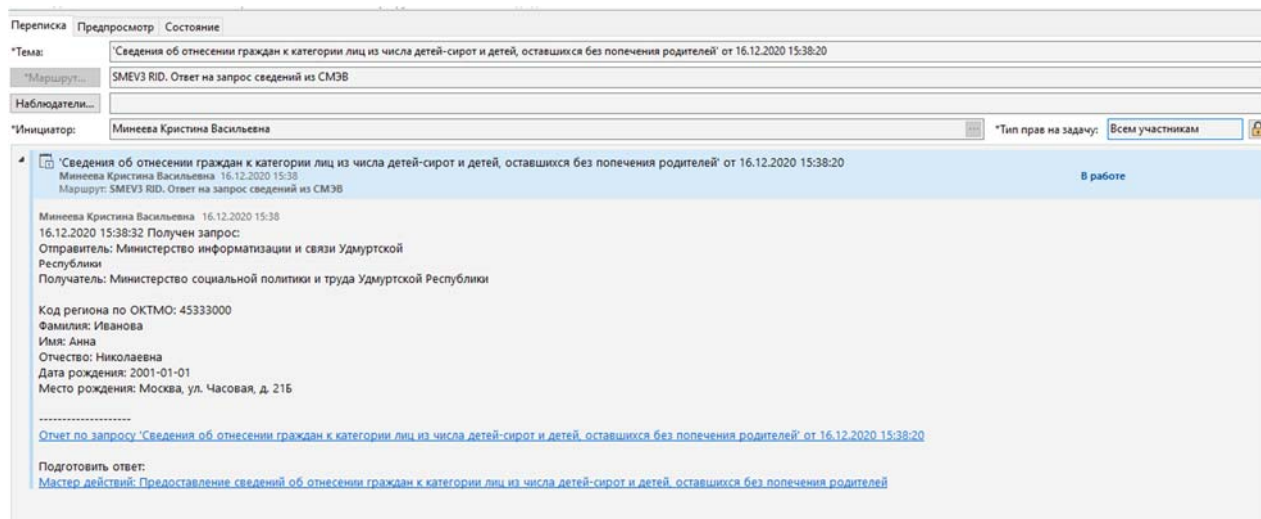 Переписка Предпросмотр Состояние
*Тема: 'Сведения об отнесении граждан к категории лиц из числа детей-сирот и детей, оставшихся без попечения родителей' от 16.12.2020 15:38:20
*Маршрут... SMEV3 RID. Ответ на запрос сведений из СМЭВ
Наблюдатели...
*Инициатор: Минеева Кристина Васильевна ... *Тип прав на задачу: Всем участникам
'Сведения об отнесении граждан к категории лиц из числа детей-сирот и детей, оставшихся без попечения родителей' от 16.12.2020 15:38:20
Минеева Кристина Васильевна 16.12.2020 15:38 В работе
Маршрут: SMEV3 RID. Ответ на запрос сведений из СМЭВ
Минеева Кристина Васильевна 16.12.2020 15:38
16.12.2020 15:38:32 Получен запрос:
Отправитель: Министерство информатизации и связи Удмуртской
Республики
Получатель: Министерство социальной политики и труда Удмуртской Республики
Код региона по ОКТМО: 45333000
Фамилия: Иванова
Имя: Анна
Отчество: Николаевна
Дата рождения: 2001-01-01
Место рождения: Москва, ул. Часовая, д. 21Б
--------------------
Отчет по запросу 'Сведения об отнесении граждан к категории лиц из числа детей-сирот и детей, оставшихся без попечения родителей' от 16.12.2020 15:38:20
Подготовить ответ:
Мастер действий: Предоставление сведений об отнесении граждан к категории лиц из числа детей-сирот и детей, оставшихся без попечения родителей